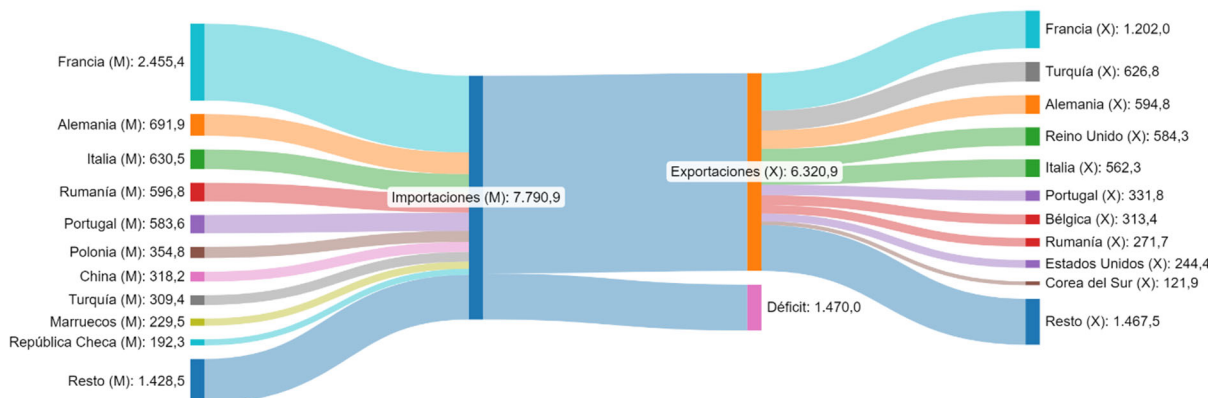 Francia (M): 2.455,4
Alemania (M): 691,9
Italia (M): 630,5
Rumanía (M): 596,8
Portugal (M): 583,6
Polonia (M): 354,8
China (M): 318,2
Turquía (M): 309,4
Marruecos (M): 229,5
República Checa (M): 192,3
Resto (M): 1.428,5
Importaciones (M): 7.790,9
Exportaciones (X): 6.320,9
Déficit: 1.470,0
Francia (X): 1.202,0
Turquía (X): 626,8
Alemania (X): 594,8
Reino Unido (X): 584,3
Italia (X): 562,3
Portugal (X): 331,8
Bélgica (X): 313,4
Rumanía (X): 271,7
Estados Unidos (X): 244,4
Corea del Sur (X): 121,9
Resto (X): 1.467,5